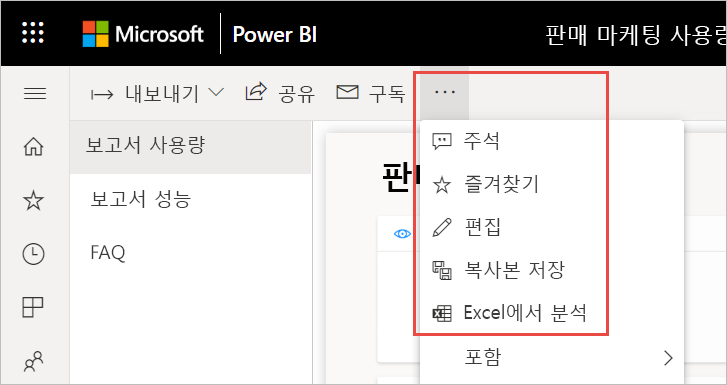 Microsoft Power BI 판매 마케팅 사용량
내보내기 공유 구독 ...
보고서 사용량
보고서 성능
FAQ
주석
즐겨찾기
편집
복사본 저장
Excel에서 분석
포함